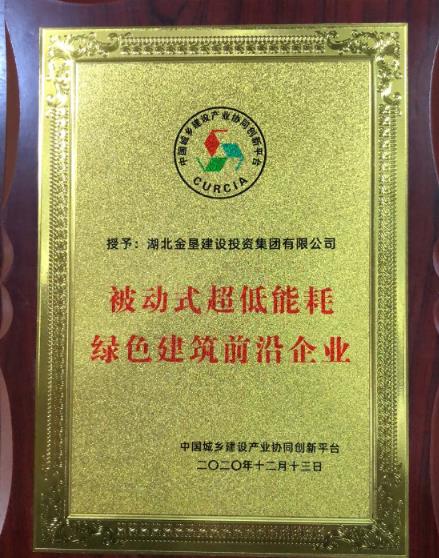 中国城乡建设产业协同创新平台
CURCIA
授予：湖北金垦建设投资集团有限公司
被动式超低能耗
绿色建筑前沿企业
中国城乡建设产业协同创新平台
二〇二〇年十二月十三日